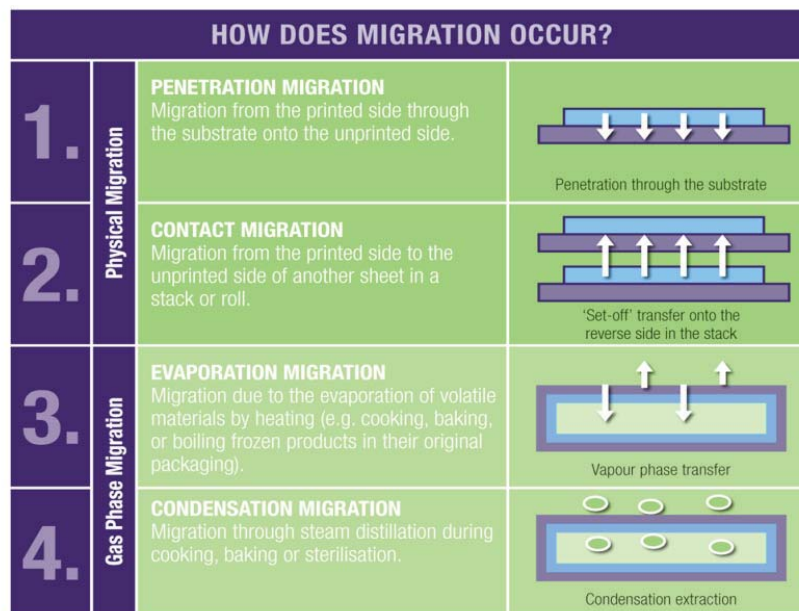 HOW DOES MIGRATION OCCUR?
Physical Migration
1.
PENETRATION MIGRATION
Migration from the printed side through
the substrate onto the unprinted side.
Penetration through the substrate
2.
CONTACT MIGRATION
Migration from the printed side to the
unprinted side of another sheet in a
stack or roll.
‘Set-off’ transfer onto the
reverse side in the stack
Gas Phase Migration
3.
EVAPORATION MIGRATION
Migration due to the evaporation of volatile
materials by heating (e.g. cooking, baking,
or boiling frozen products in their original
packaging).
Vapour phase transfer
4.
CONDENSATION MIGRATION
Migration through steam distillation during
cooking, baking or sterilisation.
Condensation extraction